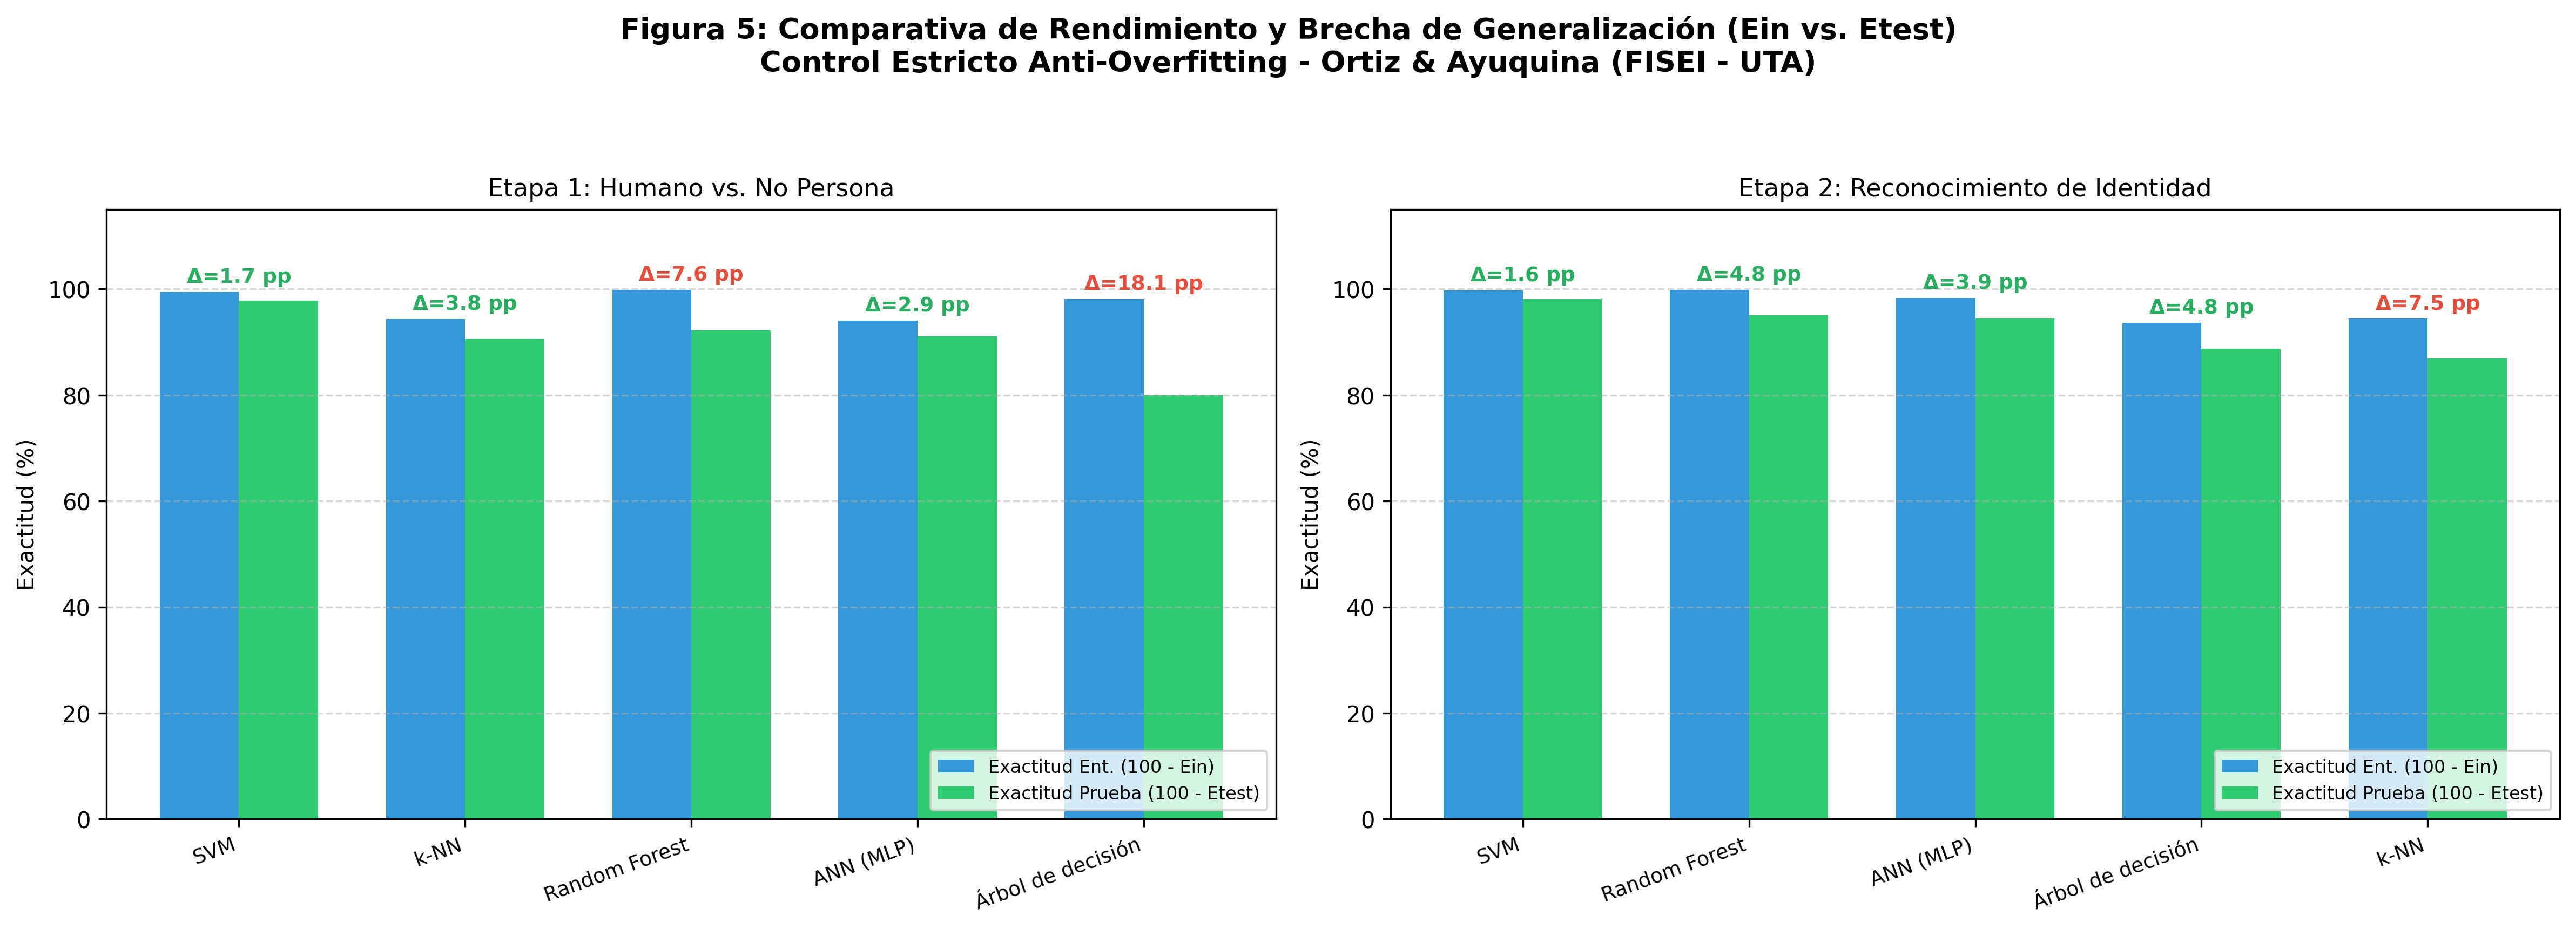 Figura 5: Comparativa de Rendimiento y Brecha de Generalización (Ein vs. Etest)
Control Estricto Anti-Overfitting - Ortiz & Ayuquina (FISEI - UTA)
Etapa 1: Humano vs. No Persona
Exactitud (%)
100
80
60
40
20
0
Δ=1.7 pp
Δ=3.8 pp
Δ=7.6 pp
Δ=2.9 pp
Δ=18.1 pp
Exactitud Ent. (100 - Ein)
Exactitud Prueba (100 - Etest)
SVM
k-NN
Random Forest
ANN (MLP)
Árbol de decisión
Etapa 2: Reconocimiento de Identidad
Exactitud (%)
100
80
60
40
20
0
Δ=1.6 pp
Δ=4.8 pp
Δ=3.9 pp
Δ=4.8 pp
Δ=7.5 pp
Exactitud Ent. (100 - Ein)
Exactitud Prueba (100 - Etest)
SVM
Random Forest
ANN (MLP)
Árbol de decisión
k-NN